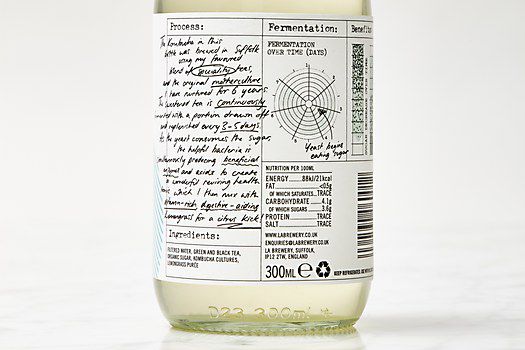 Process:
The Kombucha in this
bottle was brewed in Suffolk
using my favoured
blend of speciality teas,
and the original motherculture
I have nurtured for 6 years.
The sweetened tea is continuously
with a portion drawn off
and replenished every 3-5 days.
As the yeast consumes the sugar,
the helpful bacteria is
simultaneously producing beneficial
and acids to create
a wonderful reviving health
which I then mix with
vitamin-rich, digestive-aiding
lemongrass for a citrus kick!
Ingredients:
FILTERED WATER, GREEN AND BLACK TEA,
ORGANIC SUGAR, KOMBUCHA CULTURES,
LEMONGRASS PURÉE
Fermentation:
FERMENTATION
OVER TIME (DAYS)
Yeast begins
eating sugar
NUTRITION PER 100ML
ENERGY 88kJ/21kcal
FAT <0.5g
OF WHICH SATURATES TRACE
CARBOHYDRATE 4.1g
OF WHICH SUGARS 3.6g
PROTEIN TRACE
SALT TRACE
WWW.LABREWERY.CO.UK
ENQUIRIES@LABREWERY.CO.UK
LA BREWERY, SUFFOLK,
IP12 2TW, ENGLAND
300ML e
Benefits
KEEP REFRIGERATED
D23 300ml